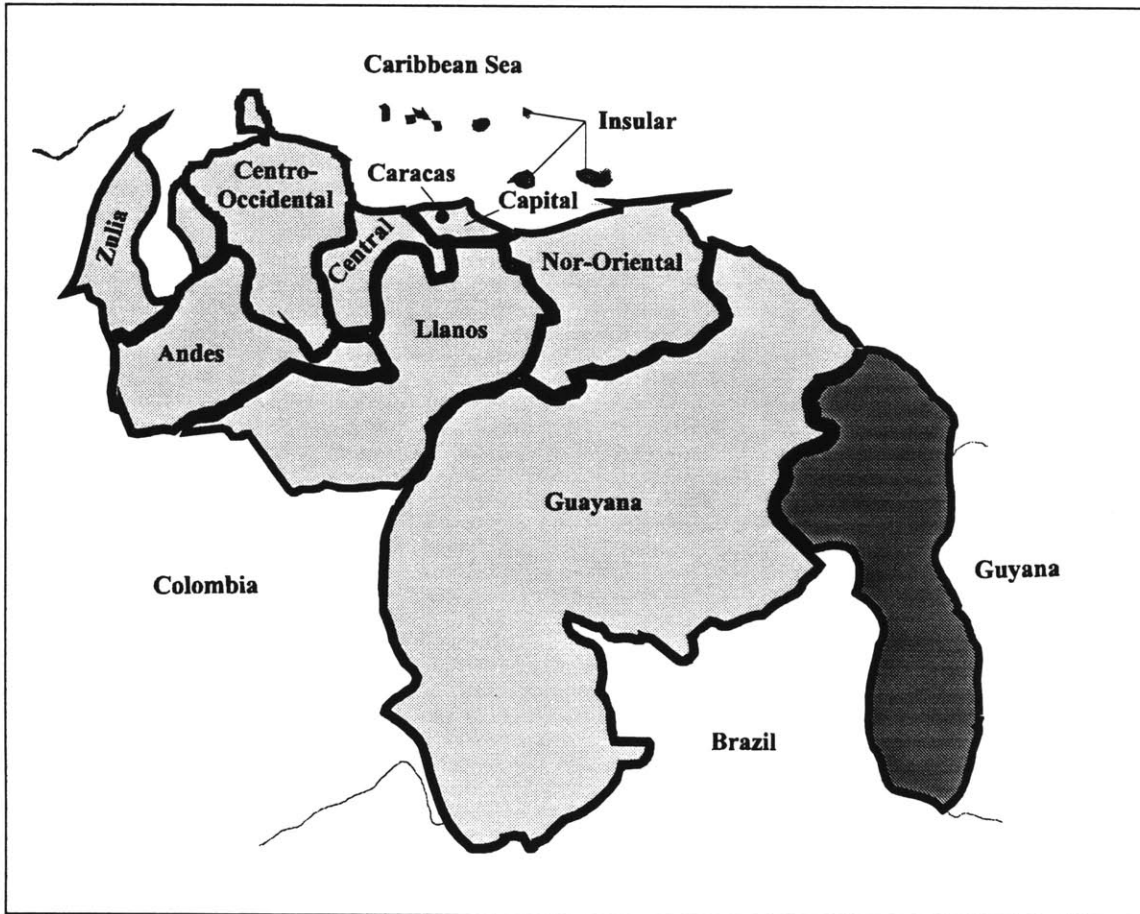 Caribbean Sea
Insular
Centro-
Occidental
Caracas
Capital
Zulia
Central
Nor-Oriental
Llanos
Andes
Guayana
Colombia
Guyana
Brazil